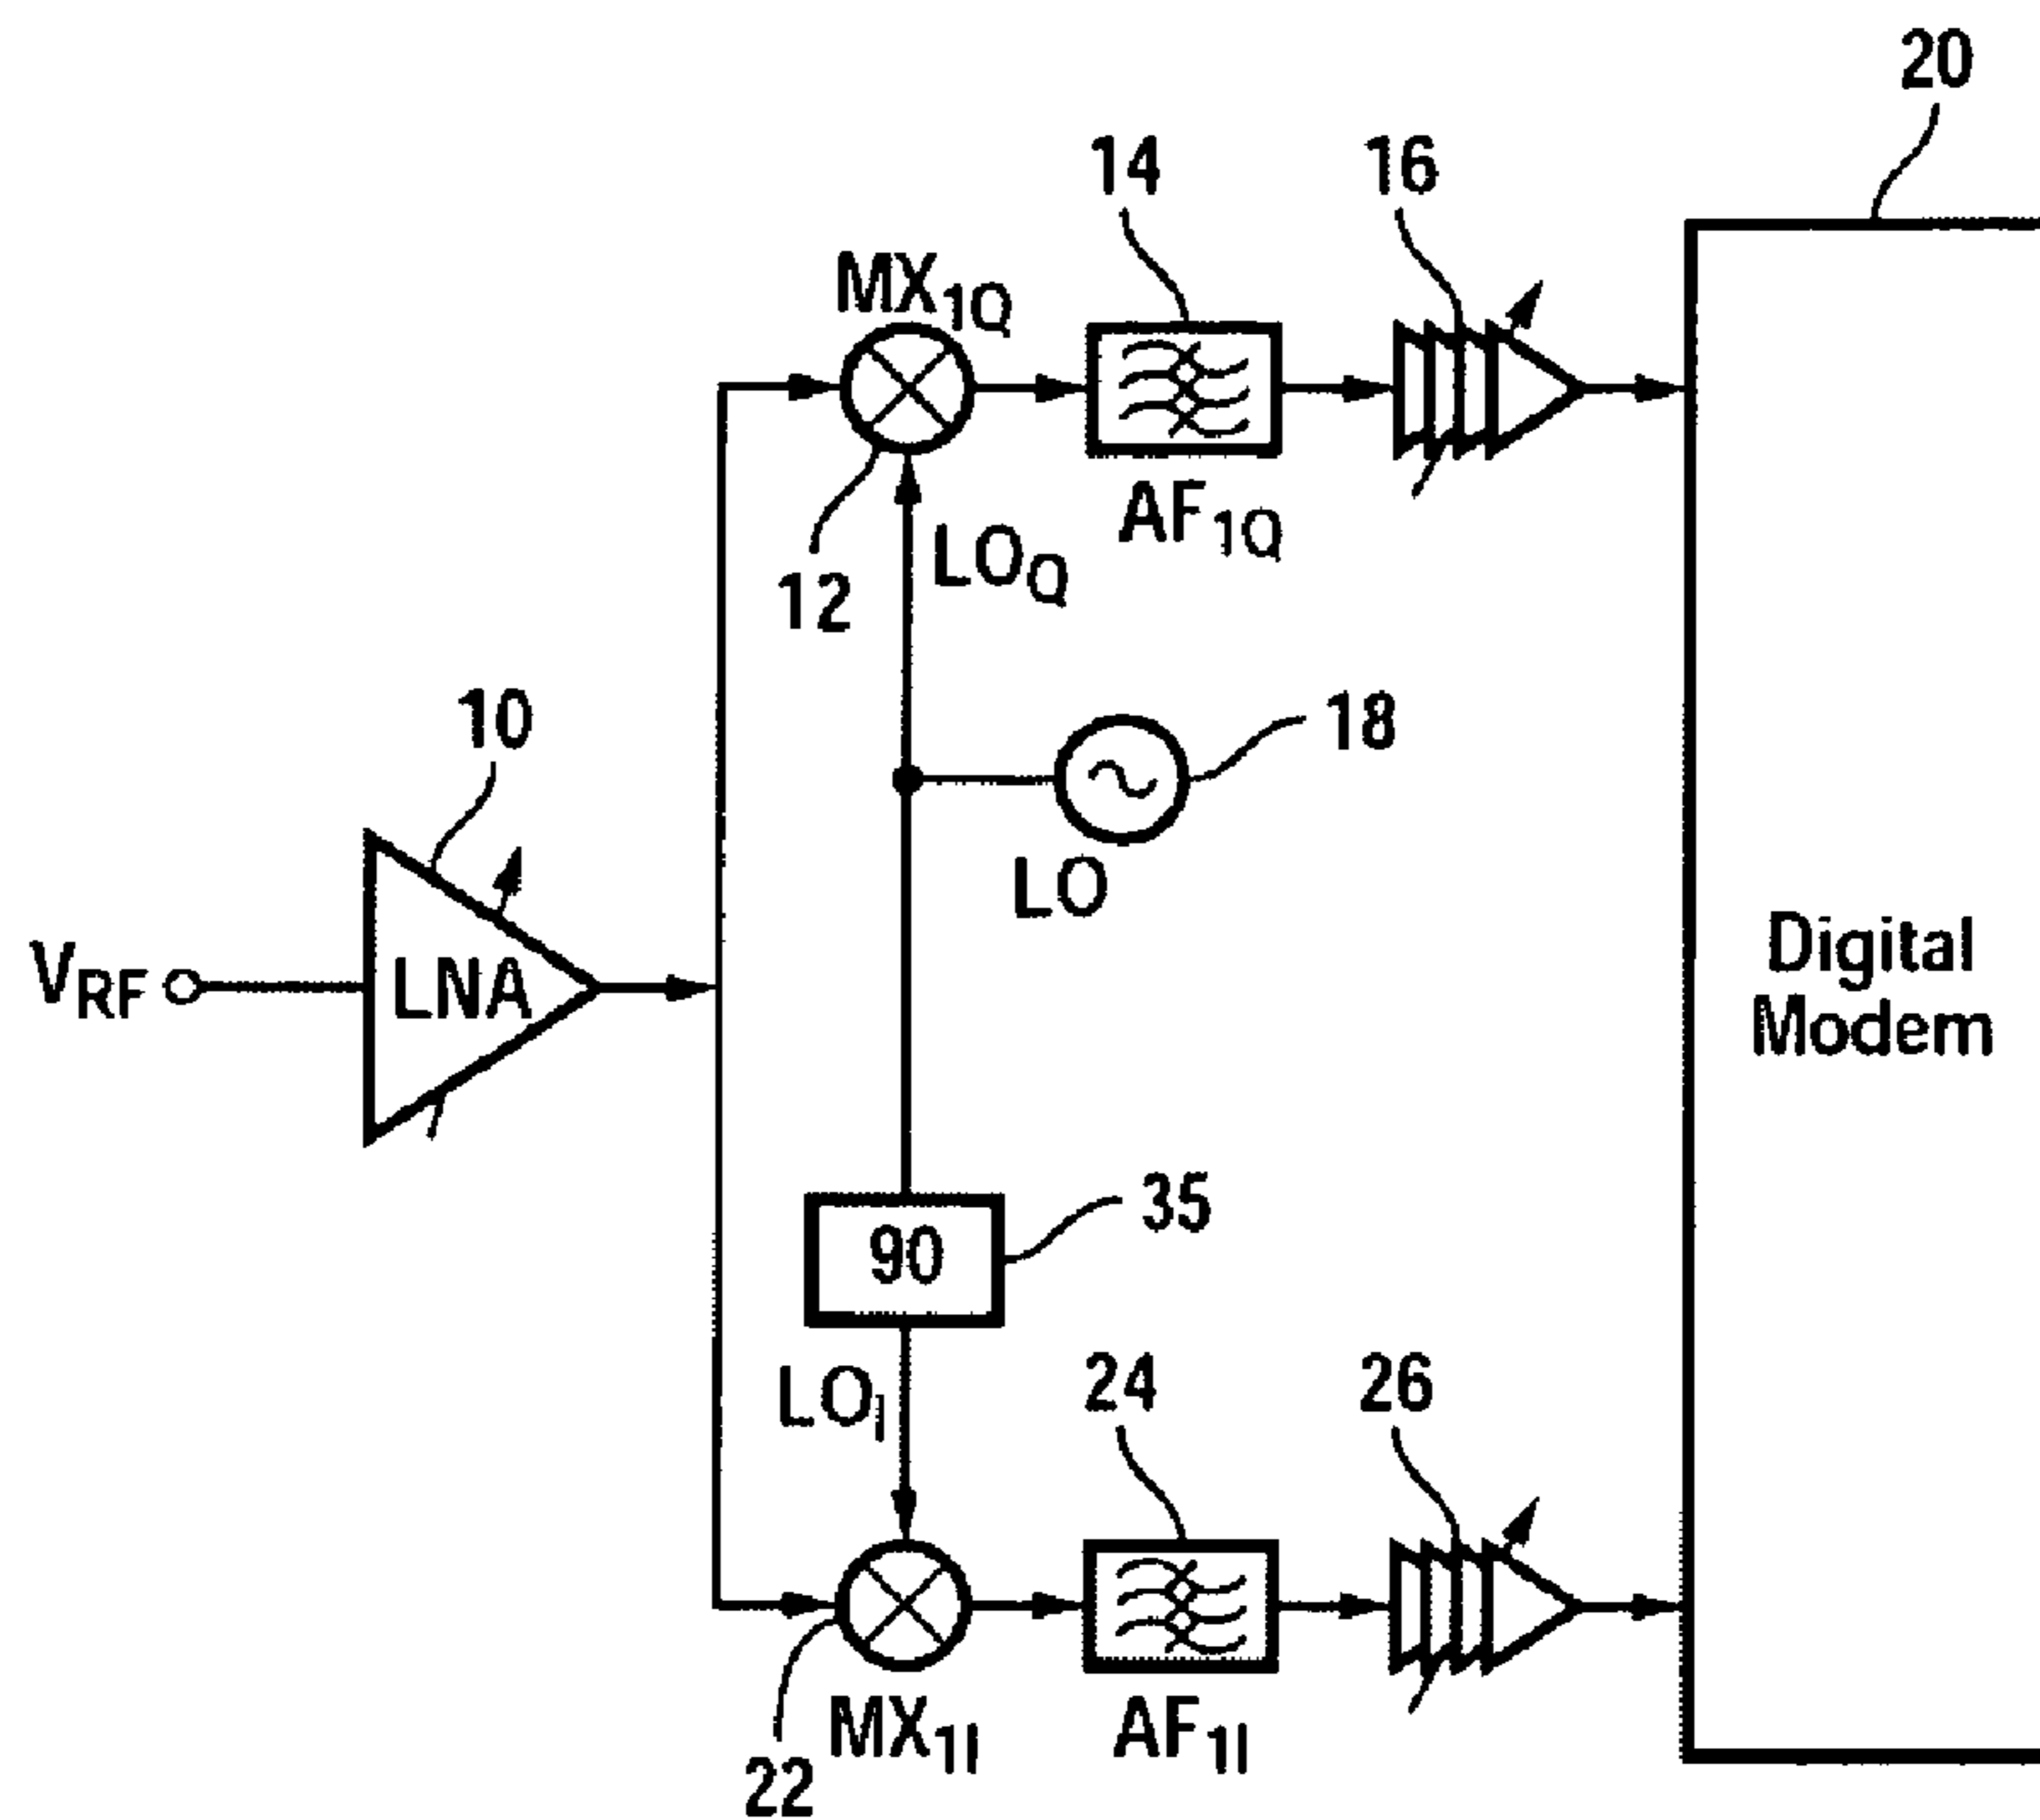 20
14
16
MX1Q
AF1Q
12
LOQ
10
18
LO
VRF
LNA
Digital
Modem
35
90
LOI
24
26
MX1I
AF1I
22